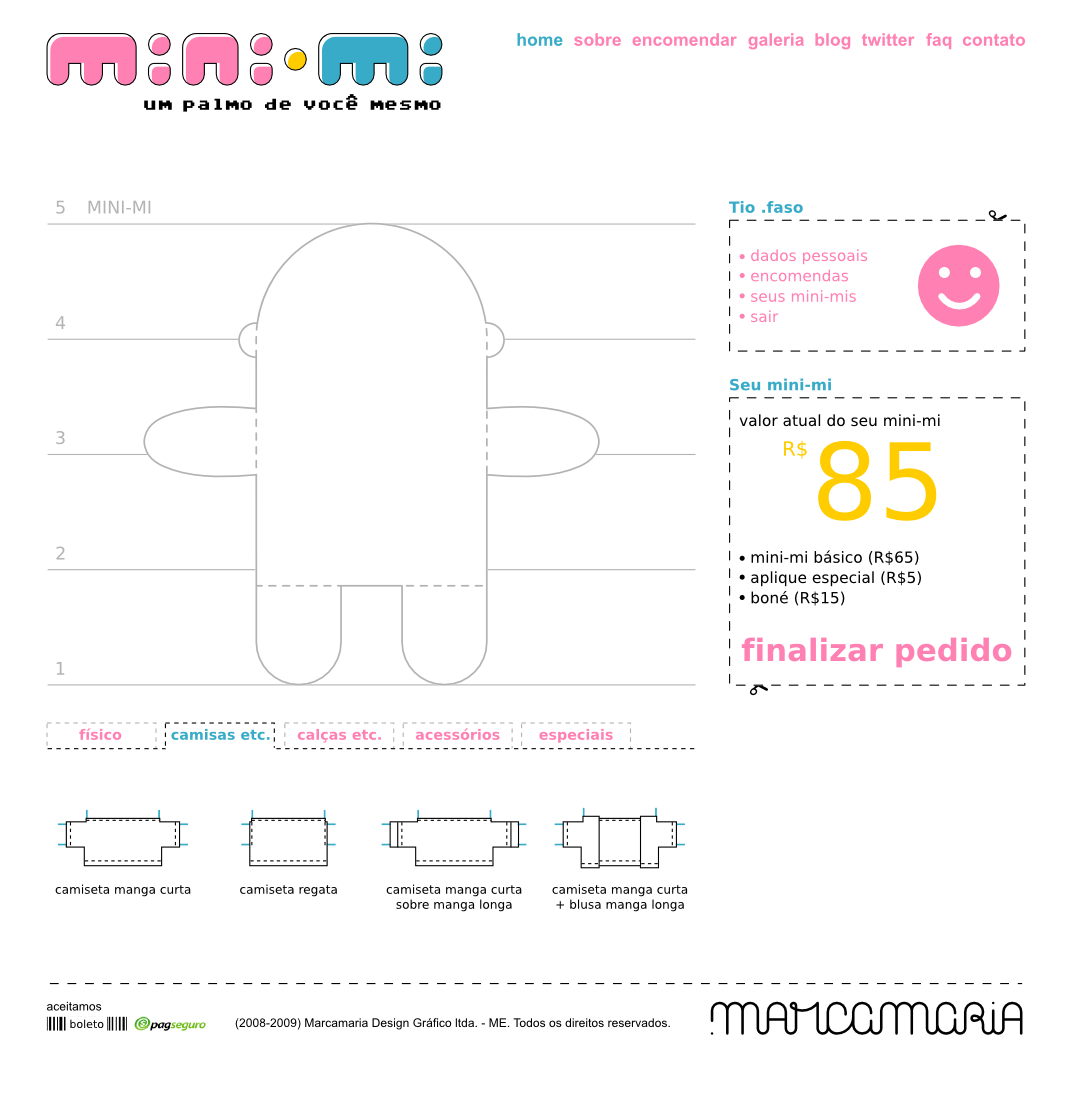 mini·mi
um palmo de você mesmo
home sobre encomendar galeria blog twitter faq contato
5 MINI-MI
4
3
2
1
Tio .faso
• dados pessoais
• encomendas
• seus mini-mis
• sair
Seu mini-mi
valor atual do seu mini-mi
R$ 85
• mini-mi básico (R$65)
• aplique especial (R$5)
• boné (R$15)
finalizar pedido
físico camisas etc. calças etc. acessórios especiais
camiseta manga curta
camiseta regata
camiseta manga curta
sobre manga longa
camiseta manga curta
+ blusa manga longa
aceitamos
boleto pagseguro
(2008-2009) Marcamaria Design Gráfico ltda. - ME. Todos os direitos reservados.
marcamaria